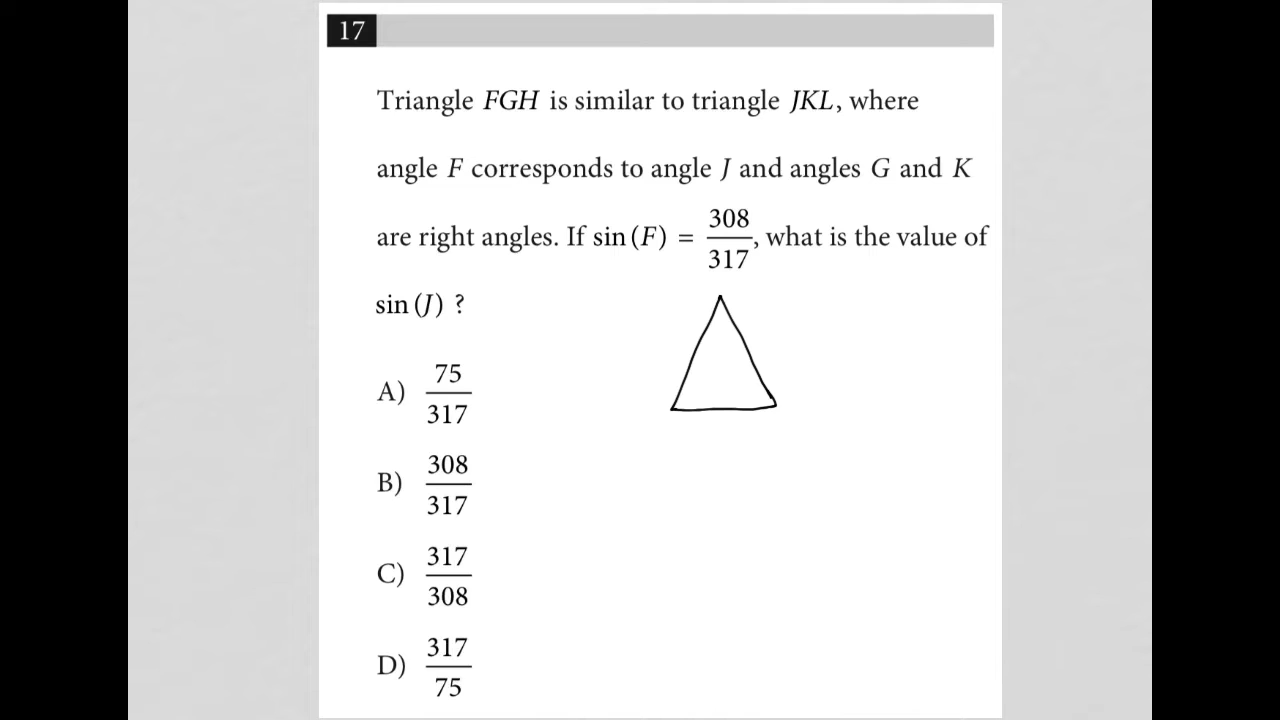 17
Triangle FGH is similar to triangle JKL, where
angle F corresponds to angle J and angles G and K
are right angles. If sin (F) = 308/317, what is the value of
sin (J) ?
A) 75/317
B) 308/317
C) 317/308
D) 317/75